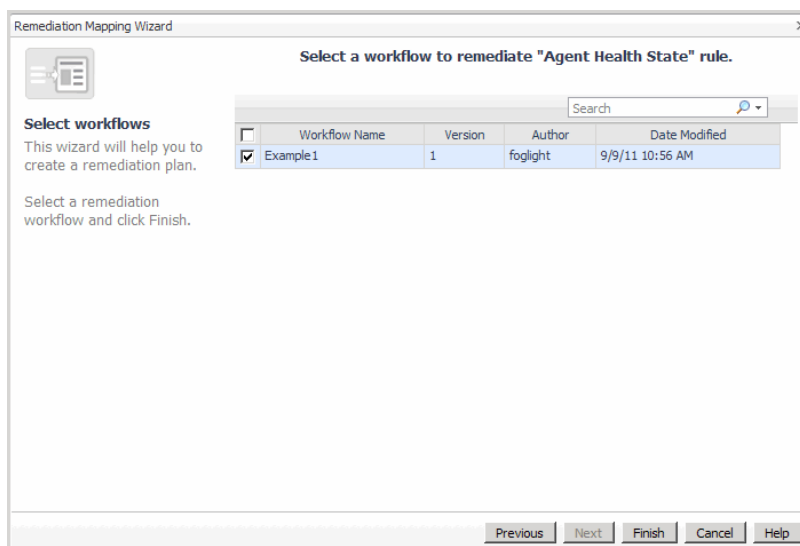 Remediation Mapping Wizard
Select a workflow to remediate "Agent Health State" rule.
Search
Select workflows
This wizard will help you to
create a remediation plan.
Select a remediation
workflow and click Finish.
Workflow Name Version Author Date Modified
Example1 1 foglight 9/9/11 10:56 AM
Previous Next Finish Cancel Help